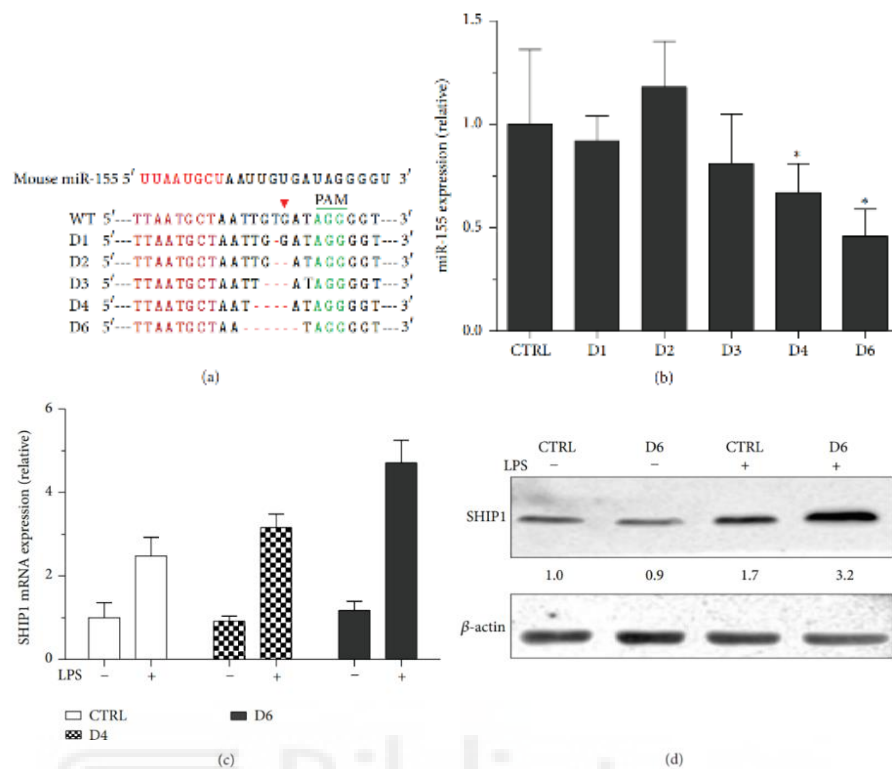 Mouse miR-155 5′ UUAAUGCUAAUUGUGAUAGGGGU 3′
PAM
WT 5′---TTAATGCTAATTGTGATAGGGGT---3′
D1 5′---TTAATGCTAATTG-GATAGGGGT---3′
D2 5′---TTAATGCTAATTG--ATAGGGGT---3′
D3 5′---TTAATGCTAATT---ATAGGGGT---3′
D4 5′---TTAATGCTAAT----ATAGGGGT---3′
D6 5′---TTAATGCTAA------TAGGGGT---3′
(a)
miR-155 expression (relative)
1.5
1.0
0.5
0.0
* *
CTRL D1 D2 D3 D4 D6
(b)
SHIP1 mRNA expression (relative)
6
4
2
0
LPS − + − + − +
CTRL
D4
D6
(c)
CTRL D6 CTRL D6
LPS − − + +
SHIP1
1.0 0.9 1.7 3.2
β-actin
(d)